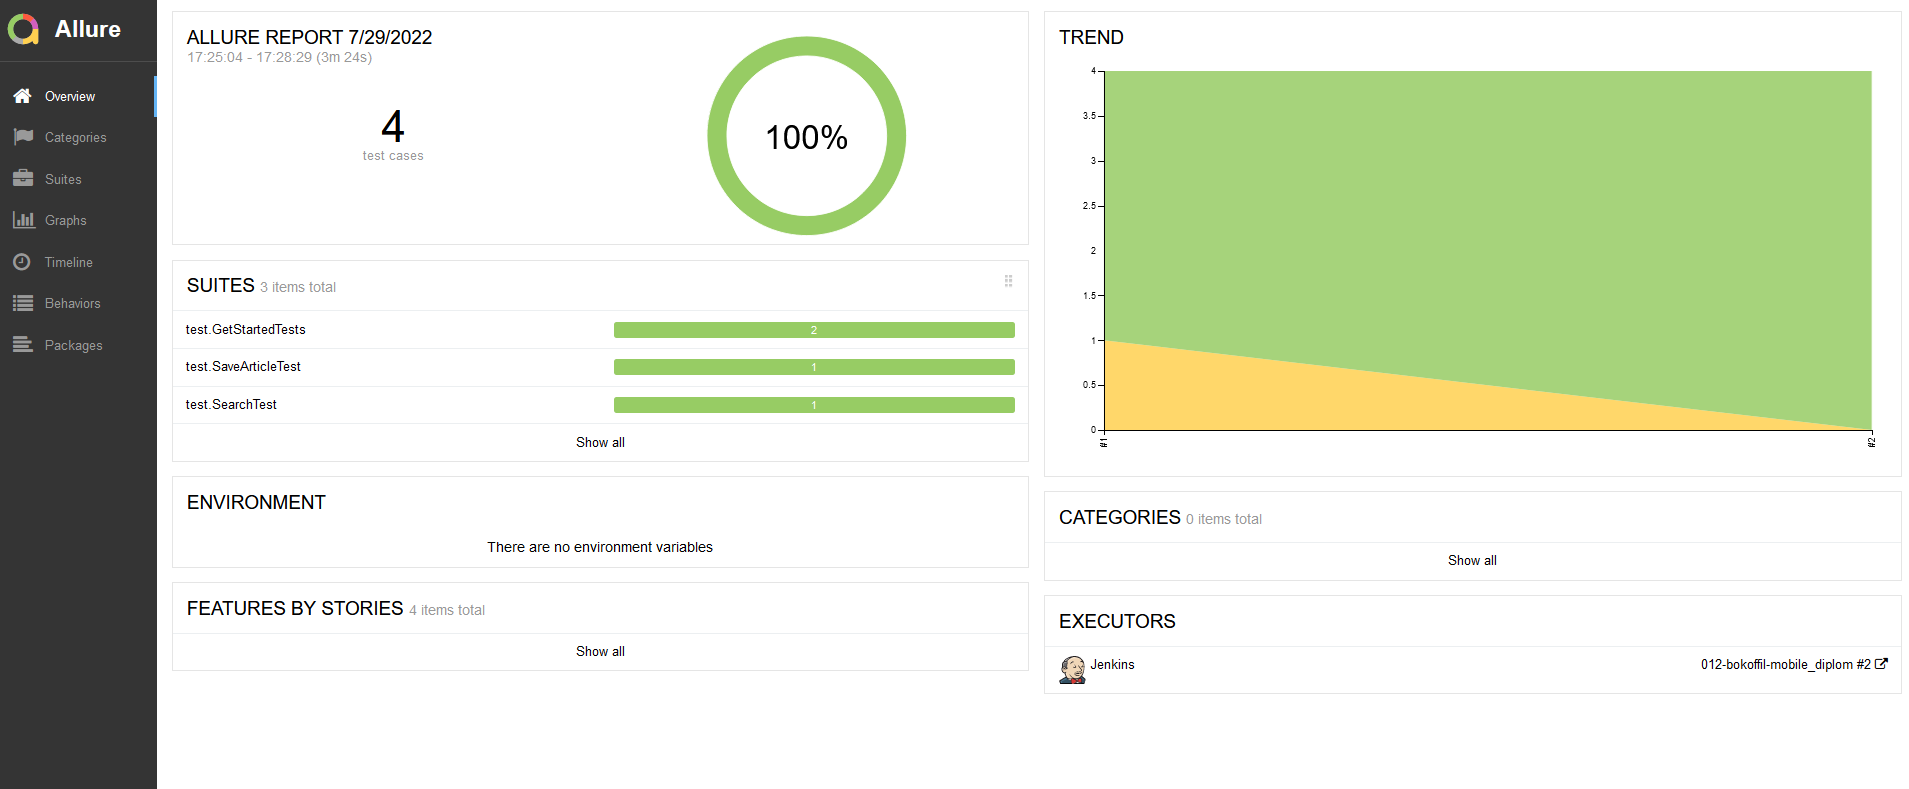 Allure
Overview
Categories
Suites
Graphs
Timeline
Behaviors
Packages
ALLURE REPORT 7/29/2022
17:25:04 - 17:28:29 (3m 24s)
4
test cases
100%
SUITES 3 items total
test.GetStartedTests 2
test.SaveArticleTest 1
test.SearchTest 1
Show all
ENVIRONMENT
There are no environment variables
FEATURES BY STORIES 4 items total
Show all
TREND
4
3.5
3
2.5
2
1.5
1
0.5
0
#1 #2
CATEGORIES 0 items total
Show all
EXECUTORS
Jenkins 012-bokoffil-mobile_diplom #2